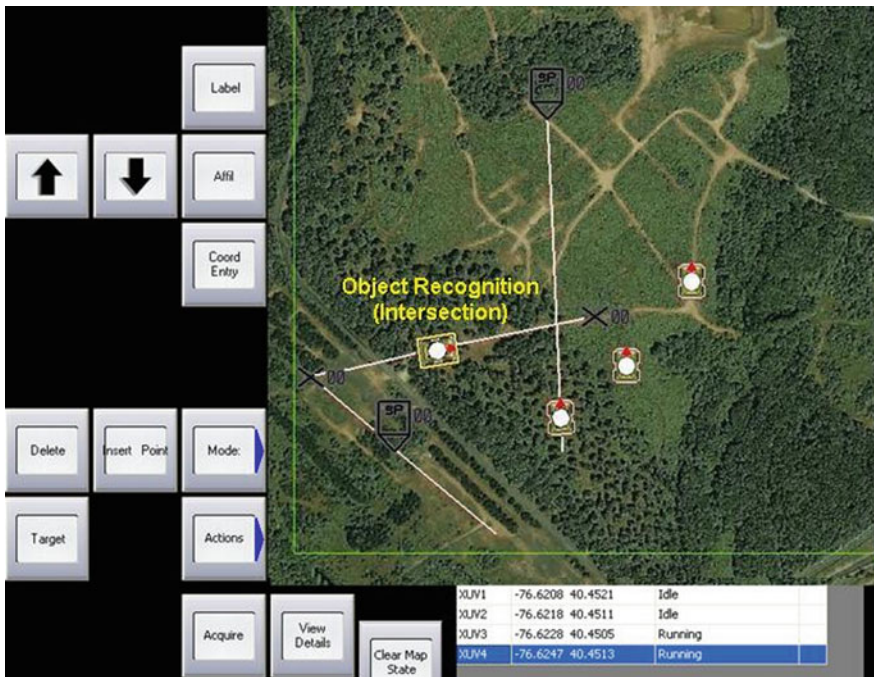 Label
Affil
Coord
Entry
Delete
Insert Point
Mode:
Target
Actions
Acquire
View
Details
Clear Map
State
SP
00
Object Recognition
(Intersection)
00
00
SP
00
XUV1 -76.6208 40.4521 Idle
XUV2 -76.6218 40.4511 Idle
XUV3 -76.6228 40.4505 Running
XUV4 -76.6247 40.4513 Running